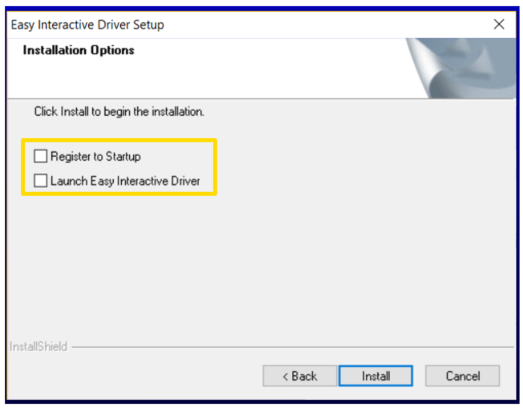 Easy Interactive Driver Setup
Installation Options
Click Install to begin the installation.
Register to Startup
Launch Easy Interactive Driver
InstallShield
< Back Install Cancel